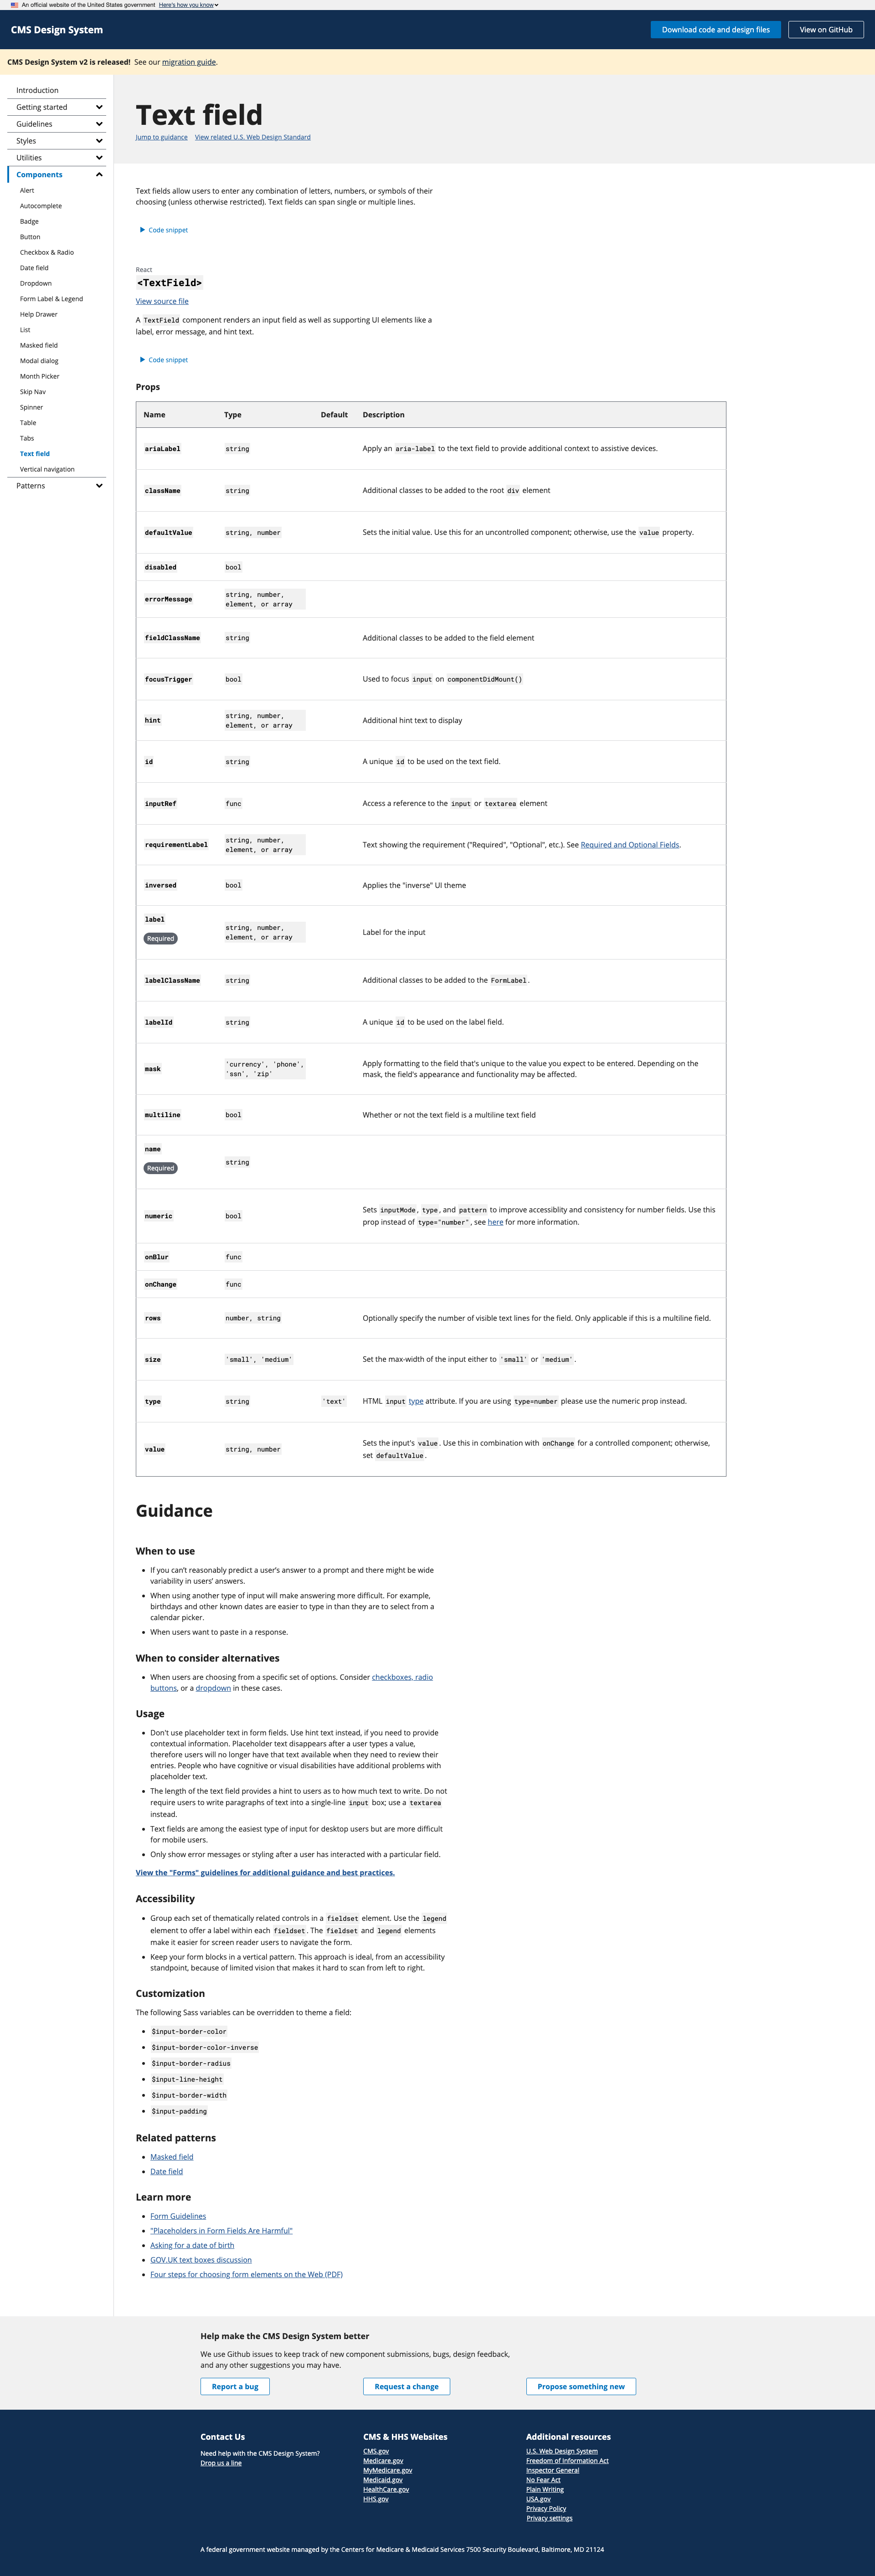 An official website of the United States government Here's how you know
CMS Design System
Download code and design files
View on GitHub
CMS Design System v2 is released! See our migration guide.
Introduction
Getting started
Guidelines
Styles
Utilities
Components
Alert
Autocomplete
Badge
Button
Checkbox & Radio
Date field
Dropdown
Form Label & Legend
Help Drawer
List
Masked field
Modal dialog
Month Picker
Skip Nav
Spinner
Table
Tabs
Text field
Vertical navigation
Patterns
Text field
Jump to guidance View related U.S. Web Design Standard
Text fields allow users to enter any combination of letters, numbers, or symbols of their
choosing (unless otherwise restricted). Text fields can span single or multiple lines.
Code snippet
React
<TextField>
View source file
A TextField component renders an input field as well as supporting UI elements like a
label, error message, and hint text.
Code snippet
Props
Name Type Default Description
ariaLabel string Apply an aria-label to the text field to provide additional context to assistive devices.
className string Additional classes to be added to the root div element
defaultValue string, number Sets the initial value. Use this for an uncontrolled component; otherwise, use the value property.
disabled bool
errorMessage string, number,
element, or array
fieldClassName string Additional classes to be added to the field element
focusTrigger bool Used to focus input on componentDidMount()
hint string, number,
element, or array Additional hint text to display
id string A unique id to be used on the text field.
inputRef func Access a reference to the input or textarea element
requirementLabel string, number,
element, or array Text showing the requirement ("Required", "Optional", etc.). See Required and Optional Fields.
inversed bool Applies the "inverse" UI theme
label
Required
string, number,
element, or array
Label for the input
labelClassName string Additional classes to be added to the FormLabel.
labelId string A unique id to be used on the label field.
mask 'currency', 'phone',
'ssn', 'zip'
Apply formatting to the field that's unique to the value you expect to be entered. Depending on the
mask, the field's appearance and functionality may be affected.
multiline bool Whether or not the text field is a multiline text field
name
Required
string
numeric bool Sets inputMode, type, and pattern to improve accessiblity and consistency for number fields. Use this
prop instead of type="number", see here for more information.
onBlur func
onChange func
rows number, string Optionally specify the number of visible text lines for the field. Only applicable if this is a multiline field.
size 'small', 'medium' Set the max-width of the input either to 'small' or 'medium'.
type string 'text' HTML input type attribute. If you are using type=number please use the numeric prop instead.
value string, number Sets the input's value. Use this in combination with onChange for a controlled component; otherwise,
set defaultValue.
Guidance
When to use
If you can't reasonably predict a user's answer to a prompt and there might be wide
variability in users' answers.
When using another type of input will make answering more difficult. For example,
birthdays and other known dates are easier to type in than they are to select from a
calendar picker.
When users want to paste in a response.
When to consider alternatives
When users are choosing from a specific set of options. Consider checkboxes, radio
buttons, or a dropdown in these cases.
Usage
Don't use placeholder text in form fields. Use hint text instead, if you need to provide
contextual information. Placeholder text disappears after a user types a value,
therefore users will no longer have that text available when they need to review their
entries. People who have cognitive or visual disabilities have additional problems with
placeholder text.
The length of the text field provides a hint to users as to how much text to write. Do not
require users to write paragraphs of text into a single-line input box; use a textarea
instead.
Text fields are among the easiest type of input for desktop users but are more difficult
for mobile users.
Only show error messages or styling after a user has interacted with a particular field.
View the "Forms" guidelines for additional guidance and best practices.
Accessibility
Group each set of thematically related controls in a fieldset element. Use the legend
element to offer a label within each fieldset. The fieldset and legend elements
make it easier for screen reader users to navigate the form.
Keep your form blocks in a vertical pattern. This approach is ideal, from an accessibility
standpoint, because of limited vision that makes it hard to scan from left to right.
Customization
The following Sass variables can be overridden to theme a field:
$input-border-color
$input-border-color-inverse
$input-border-radius
$input-line-height
$input-border-width
$input-padding
Related patterns
Masked field
Date field
Learn more
Form Guidelines
"Placeholders in Form Fields Are Harmful"
Asking for a date of birth
GOV.UK text boxes discussion
Four steps for choosing form elements on the Web (PDF)
Help make the CMS Design System better
We use Github issues to keep track of new component submissions, bugs, design feedback,
and any other suggestions you may have.
Report a bug
Request a change
Propose something new
Contact Us
Need help with the CMS Design System?
Drop us a line
CMS & HHS Websites
CMS.gov
Medicare.gov
MyMedicare.gov
Medicaid.gov
HealthCare.gov
HHS.gov
Additional resources
U.S. Web Design System
Freedom of Information Act
Inspector General
No Fear Act
Plain Writing
USA.gov
Privacy Policy
Privacy settings
A federal government website managed by the Centers for Medicare & Medicaid Services 7500 Security Boulevard, Baltimore, MD 21124